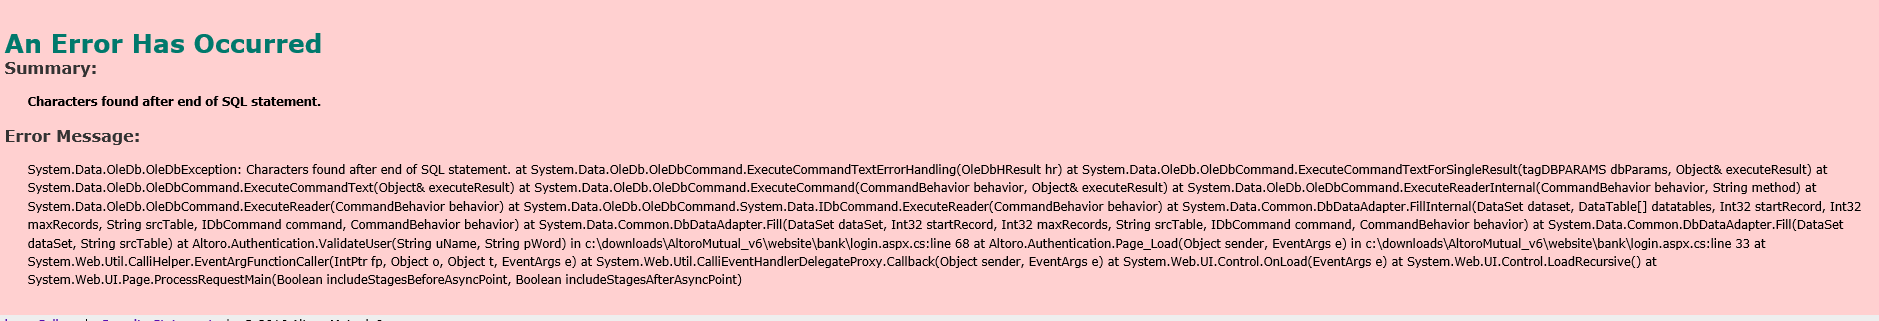 An Error Has Occurred
Summary:
Characters found after end of SQL statement.
Error Message:
System.Data.OleDb.OleDbException: Characters found after end of SQL statement. at System.Data.OleDb.OleDbCommand.ExecuteCommandTextErrorHandling(OleDbHResult hr) at System.Data.OleDb.OleDbCommand.ExecuteCommandTextForSingleResult(tagDBPARAMS dbParams, Object& executeResult) at
System.Data.OleDb.OleDbCommand.ExecuteCommandText(Object& executeResult) at System.Data.OleDb.OleDbCommand.ExecuteCommand(CommandBehavior behavior, Object& executeResult) at System.Data.OleDb.OleDbCommand.ExecuteReaderInternal(CommandBehavior behavior, String method) at
System.Data.OleDb.OleDbCommand.ExecuteReader(CommandBehavior behavior) at System.Data.OleDb.OleDbCommand.System.Data.IDbCommand.ExecuteReader(CommandBehavior behavior) at System.Data.Common.DbDataAdapter.FillInternal(DataSet dataset, DataTable[] datatables, Int32 startRecord, Int32
maxRecords, String srcTable, IDbCommand command, CommandBehavior behavior) at System.Data.Common.DbDataAdapter.Fill(DataSet dataSet, Int32 startRecord, Int32 maxRecords, String srcTable, IDbCommand command, CommandBehavior behavior) at System.Data.Common.DbDataAdapter.Fill(DataSet
dataSet, String srcTable) at Altoro.Authentication.ValidateUser(String uName, String pWord) in c:\downloads\AltoroMutual_v6\website\bank\login.aspx.cs:line 68 at Altoro.Authentication.Page_Load(Object sender, EventArgs e) in c:\downloads\AltoroMutual_v6\website\bank\login.aspx.cs:line 33 at
System.Web.Util.CalliHelper.EventArgFunctionCaller(IntPtr fp, Object o, Object t, EventArgs e) at System.Web.Util.CalliEventHandlerDelegateProxy.Callback(Object sender, EventArgs e) at System.Web.UI.Control.OnLoad(EventArgs e) at System.Web.UI.Control.LoadRecursive() at
System.Web.UI.Page.ProcessRequestMain(Boolean includeStagesBeforeAsyncPoint, Boolean includeStagesAfterAsyncPoint)